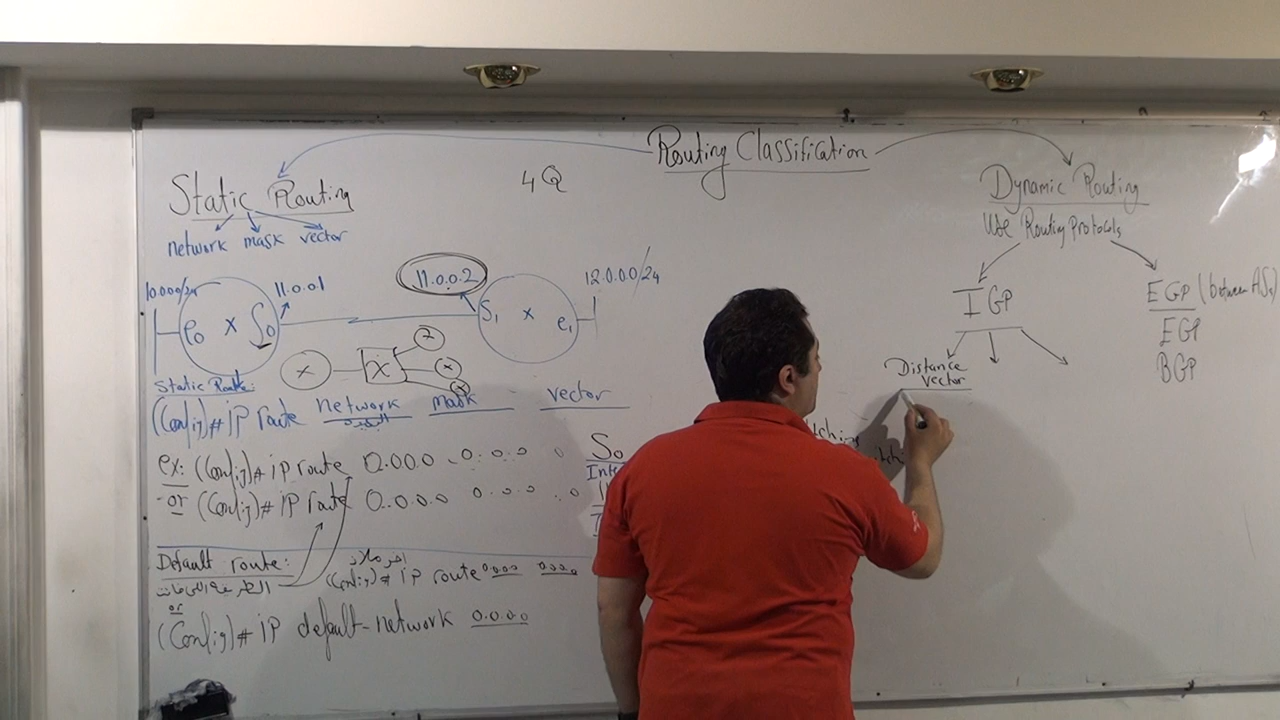 Routing Classification
4Q
Static Routing
network mask vector
10.0.0.0/24
11.0.0.1
11.0.0.2
12.0.0.0/24
e0 x S0
S1 x e1
x
X
Static Route:
(Config)# IP route network mask vector
ex: (Config)# IP route 0.0.0.0 0.0.0.0 S0
or (Config)# IP route 0.0.0.0 0.0.0.0
Default route:
(Config)# IP route 0.0.0.0 0.0.0.0
or
(Config)# IP default-network 0.0.0.0
Dynamic Routing
Use Routing Protocols
IGP
Distance
vector
EGP (between ASs)
EGP
BGP